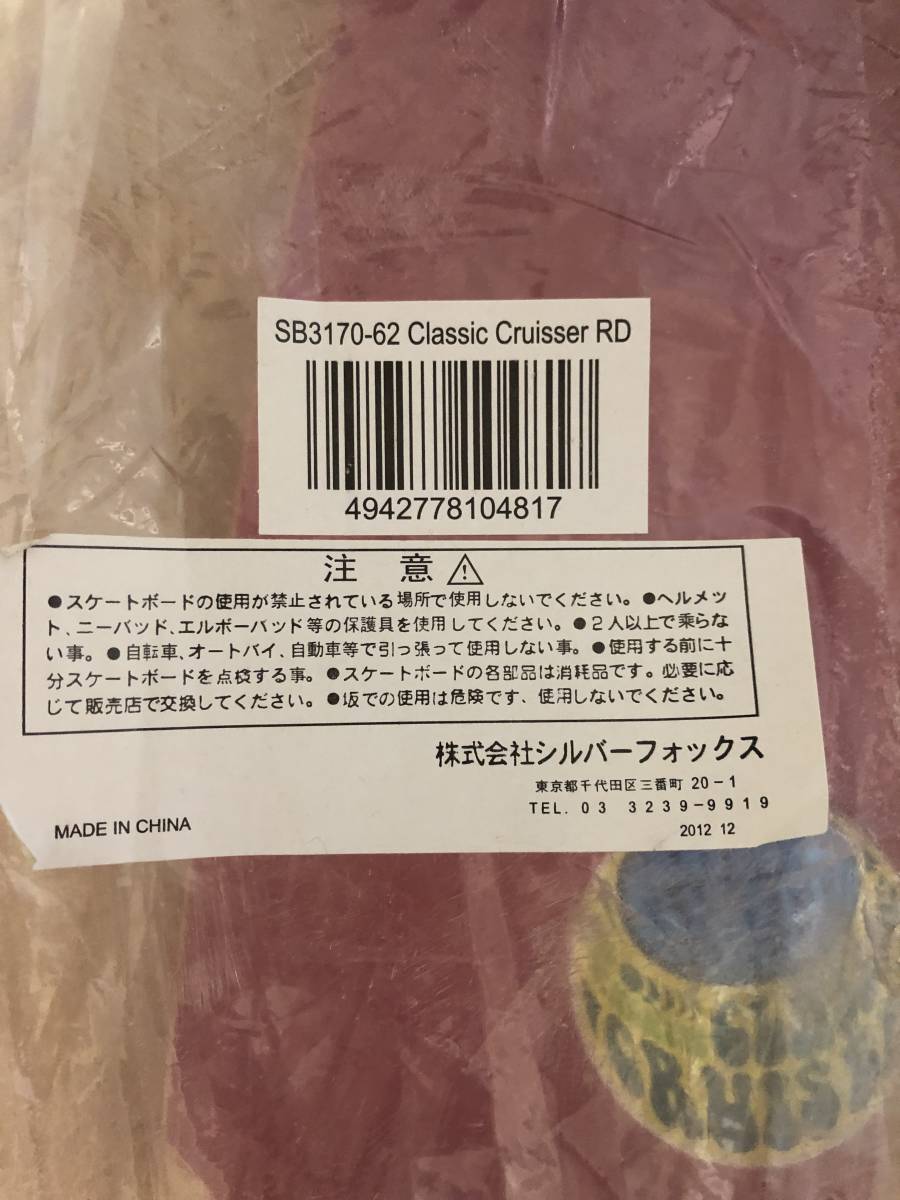 SB3170-62 Classic Cruisser RD
4942778104817
注 意
●スケートボードの使用が禁止されている場所で使用しないでください。●ヘルメッ
ト、ニーパッド、エルボーパッド等の保護具を使用してください。●2人以上で乗らな
い事。●自転車、オートバイ、自動車等で引っ張って使用しない事。●使用する前に十
分スケートボードを点検する事。●スケートボードの各部品は消耗品です。必要に応
じて販売店で交換してください。●坂での使用は危険です、使用しないでください。
株式会社シルバーフォックス
東京都千代田区三番町 20-1
TEL. 03 3239-9919
MADE IN CHINA
2012 12